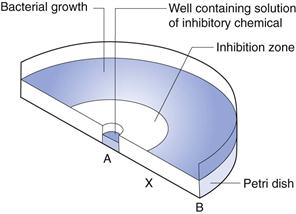 Bacterial growth
Well containing solution
of inhibitory chemical
Inhibition zone
A
X
B
Petri dish